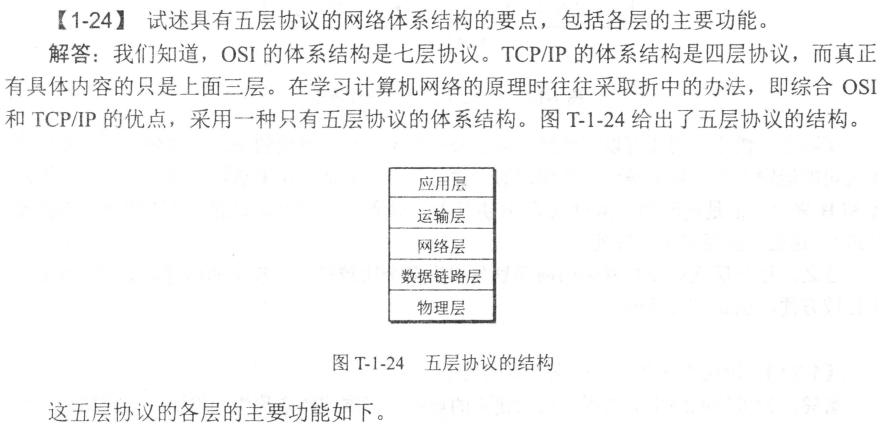 【1-24】 试述具有五层协议的网络体系结构的要点，包括各层的主要功能。
解答：我们知道，OSI 的体系结构是七层协议。TCP/IP 的体系结构是四层协议，而真正
有具体内容的只是上面三层。在学习计算机网络的原理时往往采取折中的办法，即综合 OSI
和 TCP/IP 的优点，采用一种只有五层协议的体系结构。图 T-1-24 给出了五层协议的结构。
应用层
运输层
网络层
数据链路层
物理层
图 T-1-24 五层协议的结构
这五层协议的各层的主要功能如下。